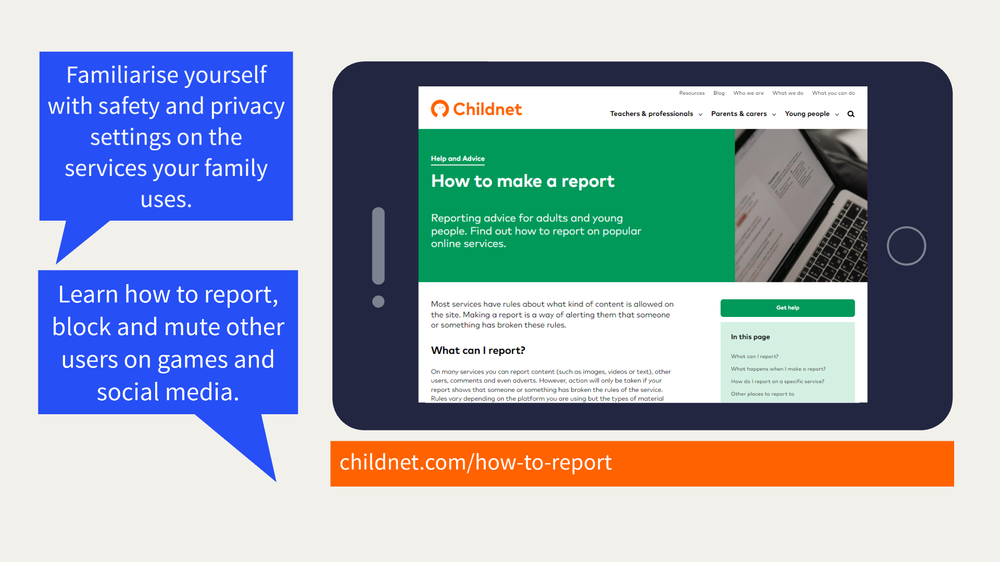 Familiarise yourself
with safety and privacy
settings on the
services your family
uses.
Learn how to report,
block and mute other
users on games and
social media.
Resources Blog Who we are What we do What you can do
Childnet
Teachers & professionals Parents & carers Young people
Help and Advice
How to make a report
Reporting advice for adults and young
people. Find out how to report on popular
online services.
Most services have rules about what kind of content is allowed on
the site. Making a report is a way of alerting them that someone
or something has broken these rules.
What can I report?
On many services you can report content (such as images, videos or text), other
users, comments and even adverts. However, action will only be taken if your
report shows that someone or something has broken the rules of the service.
Rules vary depending on the platform you are using but the types of material
Get help
In this page
What can I report?
What happens when I make a report?
How do I report on a specific service?
Other places to report to
childnet.com/how-to-report